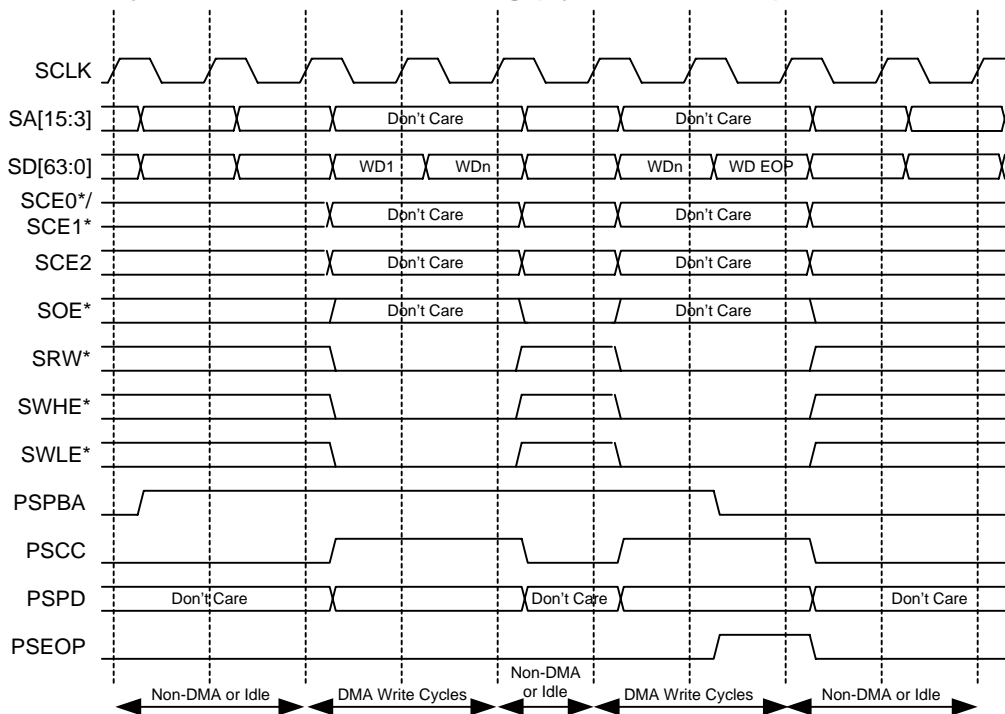 SCLK
SA[15:3] Don't Care Don't Care
SD[63:0] WD1 WDn WDn WD EOP
SCE0*/
SCE1* Don't Care Don't Care
SCE2 Don't Care Don't Care
SOE* Don't Care Don't Care
SRW*
SWHE*
SWLE*
PSPBA
PSCC
PSPD Don't Care Don't Care Don't Care
PSEOP
Non-DMA or Idle DMA Write Cycles Non-DMA or Idle DMA Write Cycles Non-DMA or Idle